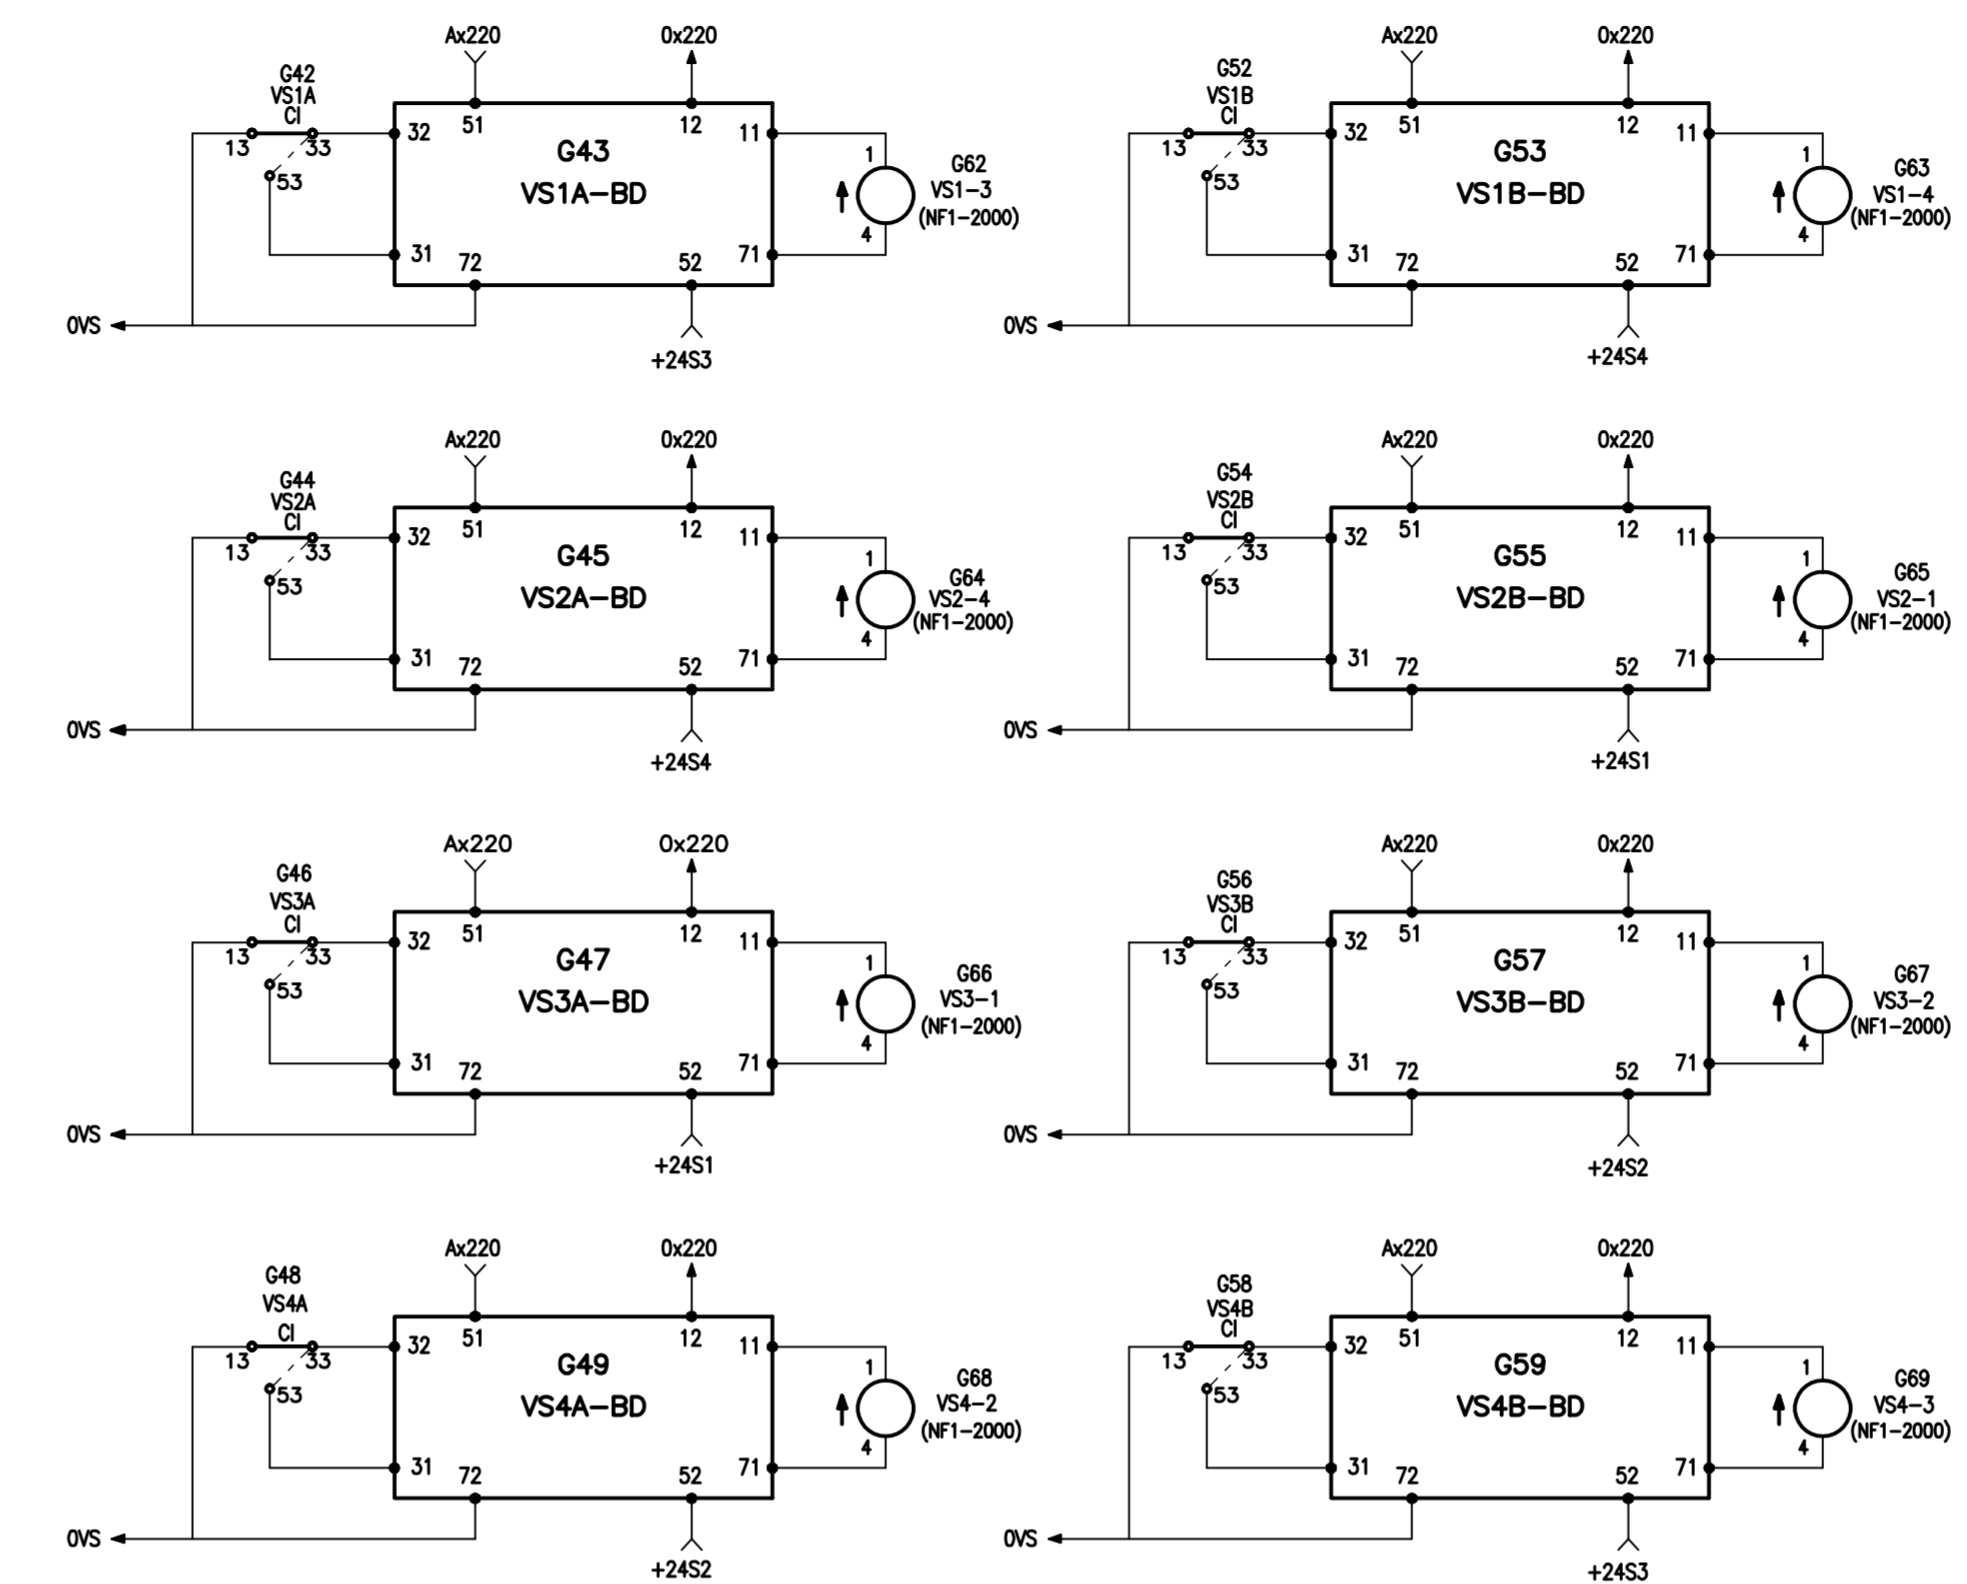 Ax220
0x220
G42
VS1A
CI
13
33
53
32
51
12
11
G43
VS1A-BD
31
72
52
71
1
4
G62
VS1-3
(NF1-2000)
0VS
+24S3
Ax220
0x220
G52
VS1B
CI
13
33
53
32
51
12
11
G53
VS1B-BD
31
72
52
71
1
4
G63
VS1-4
(NF1-2000)
0VS
+24S4
Ax220
0x220
G44
VS2A
CI
13
33
53
32
51
12
11
G45
VS2A-BD
31
72
52
71
1
4
G64
VS2-4
(NF1-2000)
0VS
+24S4
Ax220
0x220
G54
VS2B
CI
13
33
53
32
51
12
11
G55
VS2B-BD
31
72
52
71
1
4
G65
VS2-1
(NF1-2000)
0VS
+24S1
Ax220
0x220
G46
VS3A
CI
13
33
53
32
51
12
11
G47
VS3A-BD
31
72
52
71
1
4
G66
VS3-1
(NF1-2000)
0VS
+24S1
Ax220
0x220
G56
VS3B
CI
13
33
53
32
51
12
11
G57
VS3B-BD
31
72
52
71
1
4
G67
VS3-2
(NF1-2000)
0VS
+24S2
Ax220
0x220
G48
VS4A
CI
13
33
53
32
51
12
11
G49
VS4A-BD
31
72
52
71
1
4
G68
VS4-2
(NF1-2000)
0VS
+24S2
Ax220
0x220
G58
VS4B
CI
13
33
53
32
51
12
11
G59
VS4B-BD
31
72
52
71
1
4
G69
VS4-3
(NF1-2000)
0VS
+24S3